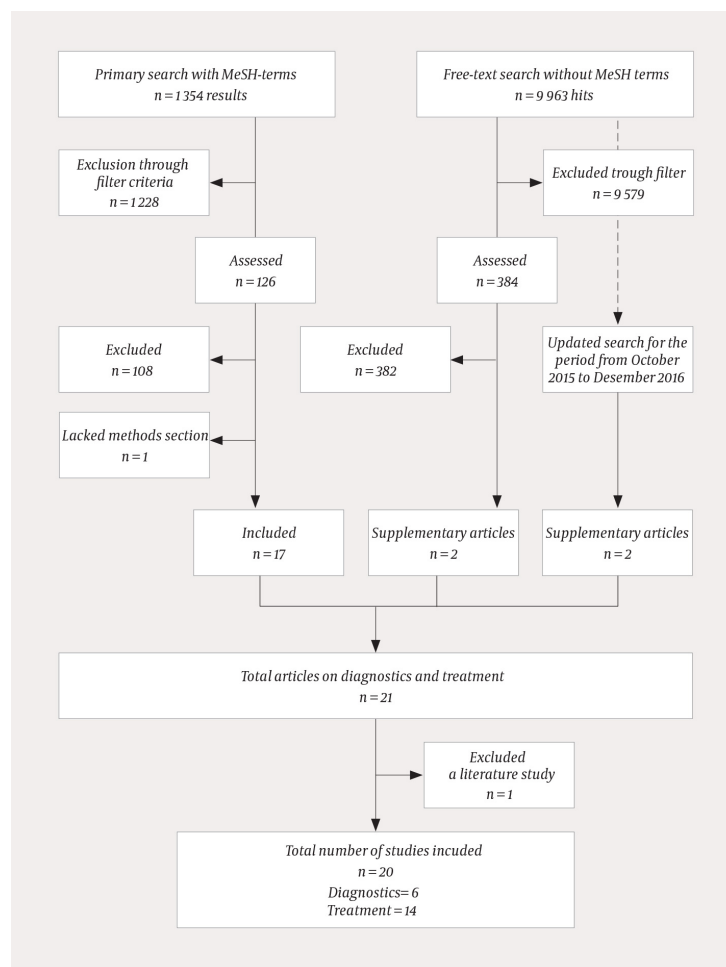 Primary search with MeSH-terms
n=1 354 results
Free-text search without MeSH terms
n=9 963 hits
Exclusion through
filter criteria
n=1 228
Excluded trough filter
n=9 579
Assessed
n=126
Assessed
n=384
Excluded
n=108
Excluded
n=382
Updated search for the
period from October
2015 to Desember 2016
Lacked methods section
n=1
Included
n=17
Supplementary articles
n=2
Supplementary articles
n=2
Total articles on diagnostics and treatment
n=21
Excluded
a literature study
n=1
Total number of studies incuded
n=20
Diagnostics=6
Treatment=14